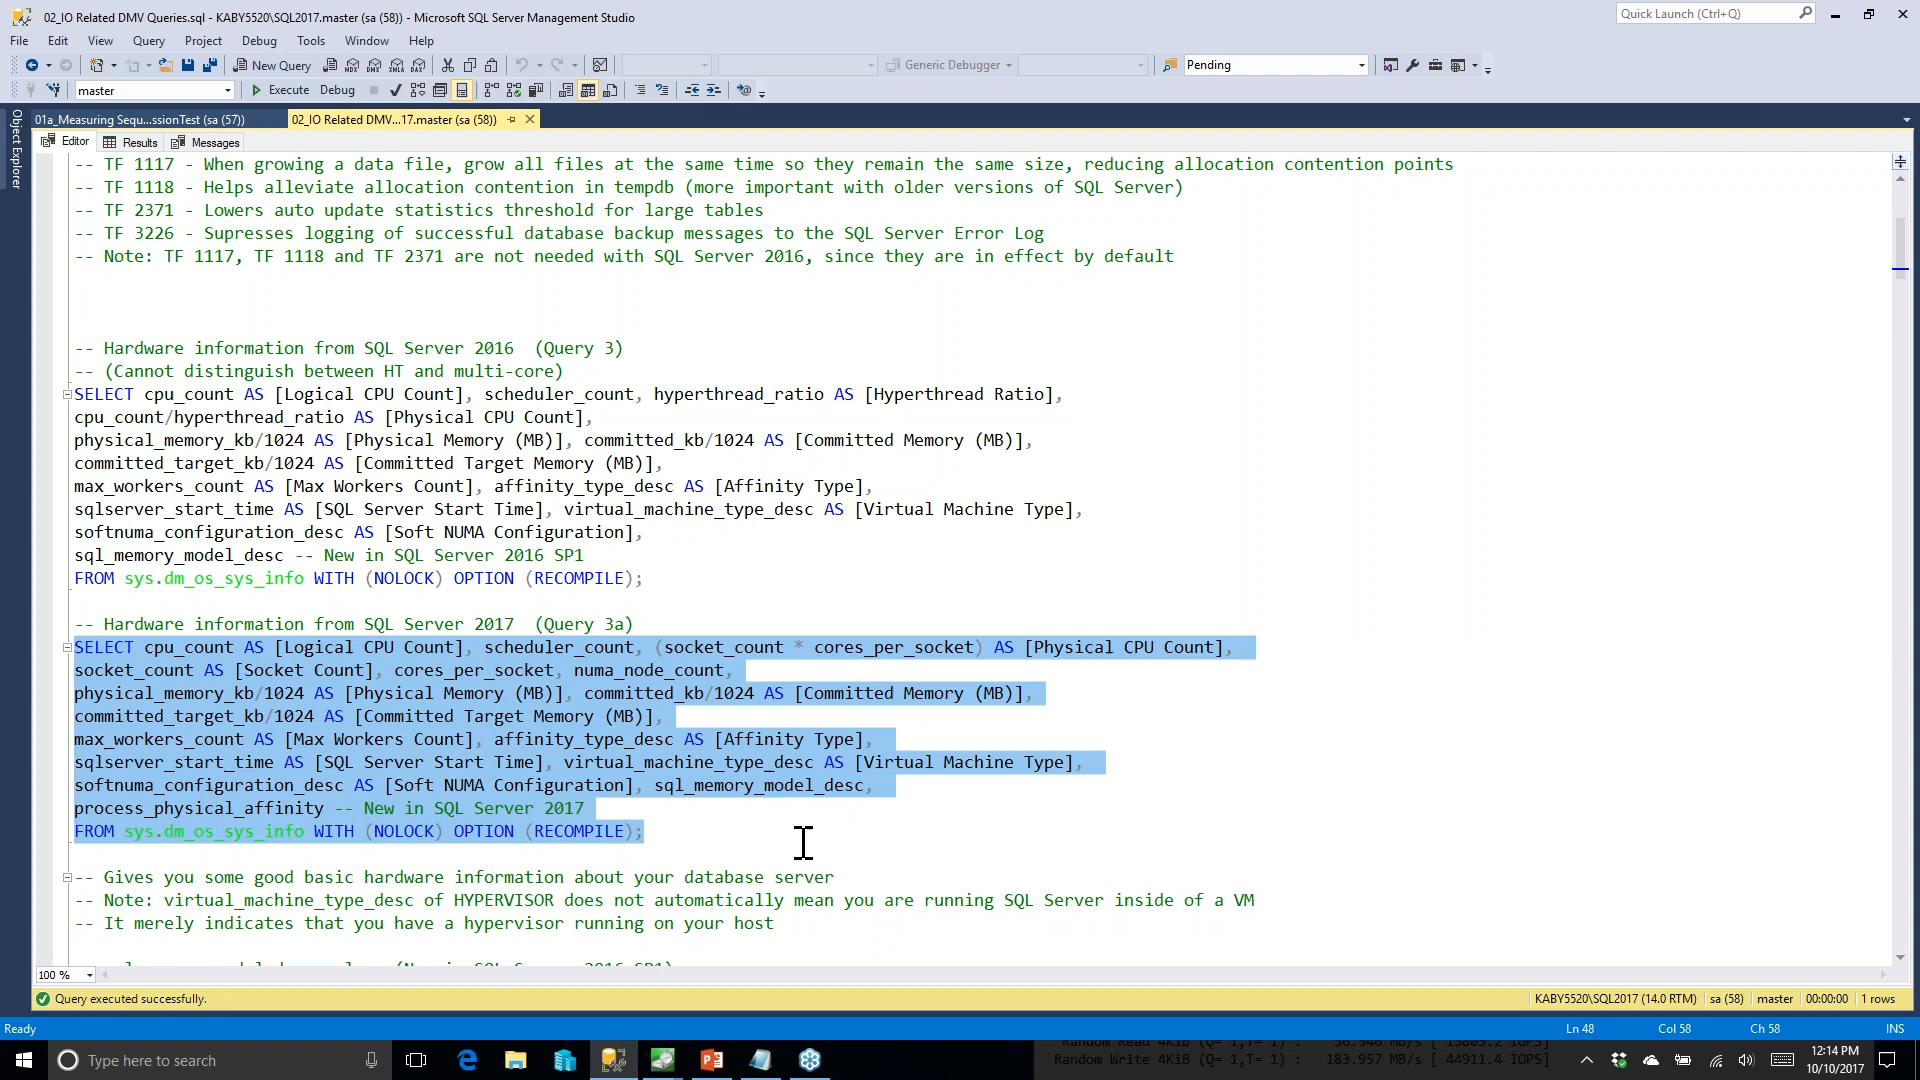 02_IO Related DMV Queries.sql - KABY5520\SQL2017.master (sa (58)) - Microsoft SQL Server Management Studio
Quick Launch (Ctrl+Q)
File Edit View Query Project Debug Tools Window Help
New Query
Generic Debugger
Pending
master
Execute Debug
01a_Measuring Sequ...ssionTest (sa (57))
02_IO Related DMV...17.master (sa (58))
Object Explorer
Editor Results Messages
-- TF 1117 - When growing a data file, grow all files at the same time so they remain the same size, reducing allocation contention points
-- TF 1118 - Helps alleviate allocation contention in tempdb (more important with older versions of SQL Server)
-- TF 2371 - Lowers auto update statistics threshold for large tables
-- TF 3226 - Supresses logging of successful database backup messages to the SQL Server Error Log
-- Note: TF 1117, TF 1118 and TF 2371 are not needed with SQL Server 2016, since they are in effect by default
-- Hardware information from SQL Server 2016  (Query 3)
-- (Cannot distinguish between HT and multi-core)
SELECT cpu_count AS [Logical CPU Count], scheduler_count, hyperthread_ratio AS [Hyperthread Ratio],
cpu_count/hyperthread_ratio AS [Physical CPU Count],
physical_memory_kb/1024 AS [Physical Memory (MB)], committed_kb/1024 AS [Committed Memory (MB)],
committed_target_kb/1024 AS [Committed Target Memory (MB)],
max_workers_count AS [Max Workers Count], affinity_type_desc AS [Affinity Type],
sqlserver_start_time AS [SQL Server Start Time], virtual_machine_type_desc AS [Virtual Machine Type],
softnuma_configuration_desc AS [Soft NUMA Configuration],
sql_memory_model_desc -- New in SQL Server 2016 SP1
FROM sys.dm_os_sys_info WITH (NOLOCK) OPTION (RECOMPILE);
-- Hardware information from SQL Server 2017  (Query 3a)
SELECT cpu_count AS [Logical CPU Count], scheduler_count, (socket_count * cores_per_socket) AS [Physical CPU Count],
socket_count AS [Socket Count], cores_per_socket, numa_node_count,
physical_memory_kb/1024 AS [Physical Memory (MB)], committed_kb/1024 AS [Committed Memory (MB)],
committed_target_kb/1024 AS [Committed Target Memory (MB)],
max_workers_count AS [Max Workers Count], affinity_type_desc AS [Affinity Type],
sqlserver_start_time AS [SQL Server Start Time], virtual_machine_type_desc AS [Virtual Machine Type],
softnuma_configuration_desc AS [Soft NUMA Configuration], sql_memory_model_desc,
process_physical_affinity -- New in SQL Server 2017
FROM sys.dm_os_sys_info WITH (NOLOCK) OPTION (RECOMPILE);
-- Gives you some good basic hardware information about your database server
-- Note: virtual_machine_type_desc of HYPERVISOR does not automatically mean you are running SQL Server inside of a VM
-- It merely indicates that you have a hypervisor running on your host
100 %
Query executed successfully.
KABY5520\SQL2017 (14.0 RTM) sa (58) master 00:00:00 1 rows
Ready
Ln 48 Col 58 Ch 58 INS
Type here to search
Random Write 4KiB (Q= 1,T= 1) : 183.957 MB/s [ 44911.4 IOPS]
12:14 PM
10/10/2017